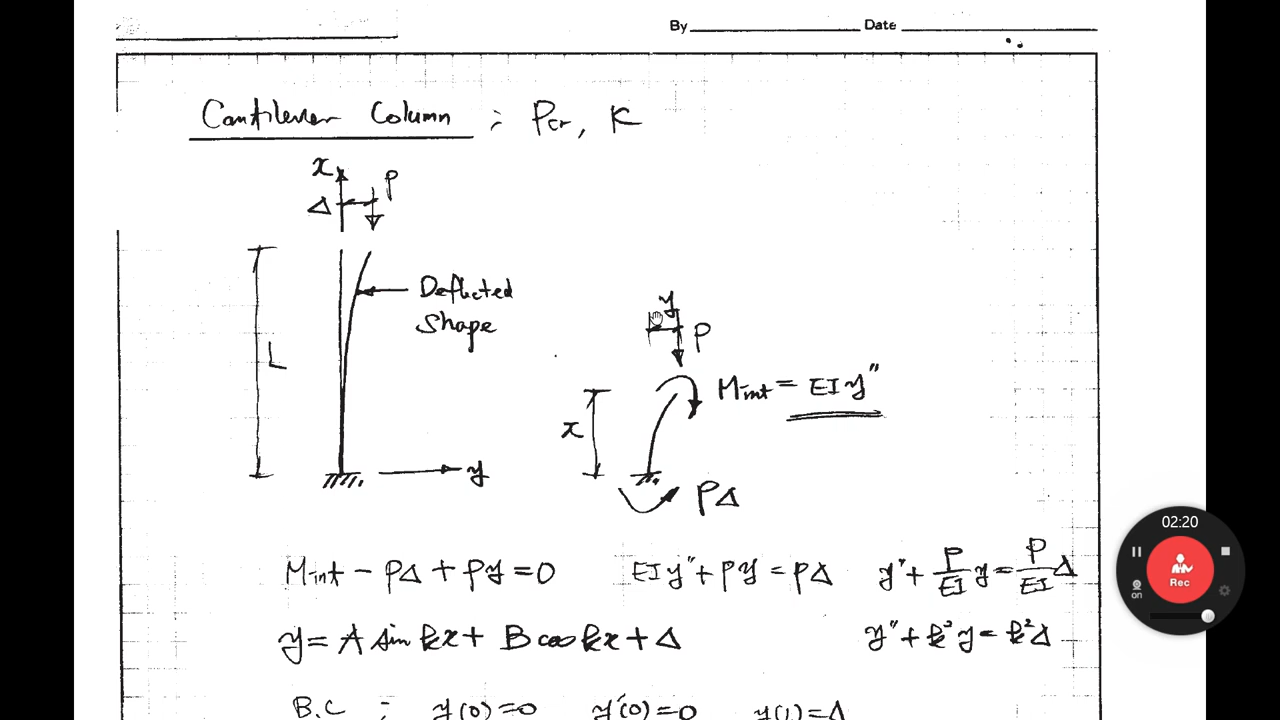 By Date
Cantilever Column ; Pcr, K
x
Δ P
Deflected
Shape
L
y
y
P
Mint = EIy"
x
PΔ
02:20
Rec
on
Mint - PΔ + Py = 0 EIy" + Py = PΔ y" + P/EI y = P/EI Δ
y = A sin kx + B cos kx + Δ y" + k²y = k²Δ
B.C ; y(0)=0 y'(0)=0 y(L)=Δ